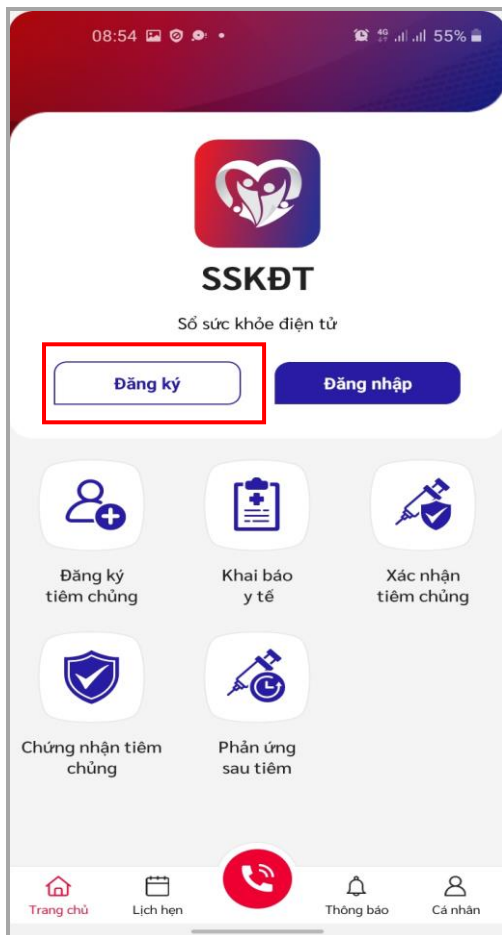 08:54
4G
55%
SSKĐT
Sổ sức khỏe điện tử
Đăng ký
Đăng nhập
Đăng ký
tiêm chủng
Khai báo
y tế
Xác nhận
tiêm chủng
Chứng nhận tiêm
chủng
Phản ứng
sau tiêm
Trang chủ
Lịch hẹn
Thông báo
Cá nhân